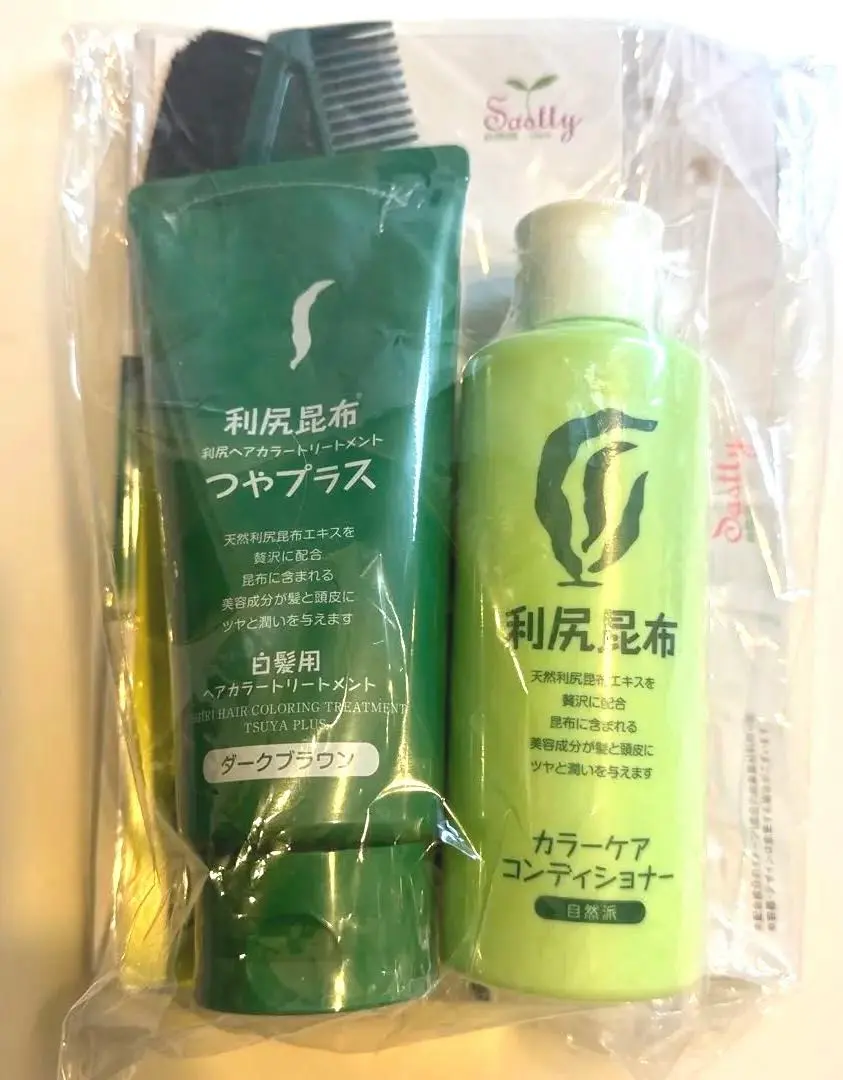 Sastty
利尻昆布
利尻ヘアカラートリートメント
つやプラス
天然利尻昆布エキスを
贅沢に配合
昆布に含まれる
美容成分が髪と頭皮に
ツヤと潤いを与えます
白髪用
ヘアカラートリートメント
HAIR COLORING TREATMENT
TSUYA PLUS
ダークブラウン
利尻昆布
天然利尻昆布エキスを
贅沢に配合
昆布に含まれる
美容成分が髪と頭皮に
ツヤと潤いを与えます
カラーケア
コンディショナー
自然派
Sastty